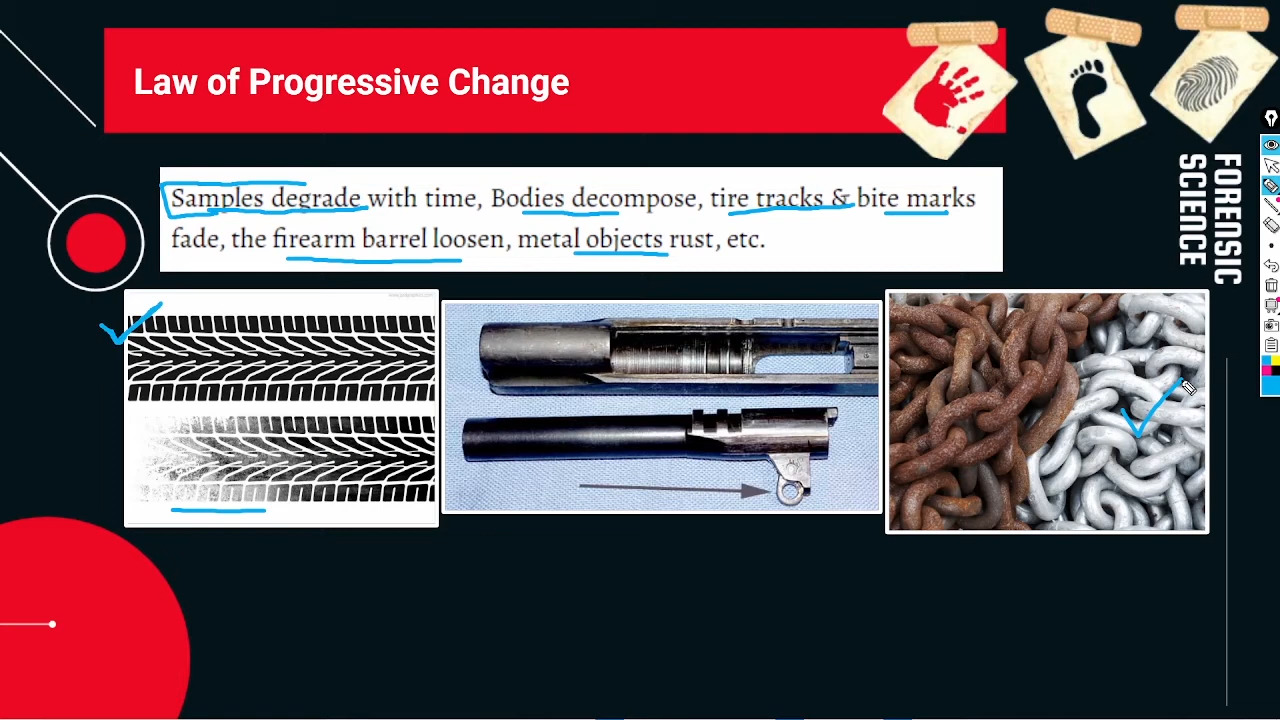 Law of Progressive Change
FORENSIC
SCIENCE
Samples degrade with time, Bodies decompose, tire tracks & bite marks
fade, the firearm barrel loosen, metal objects rust, etc.